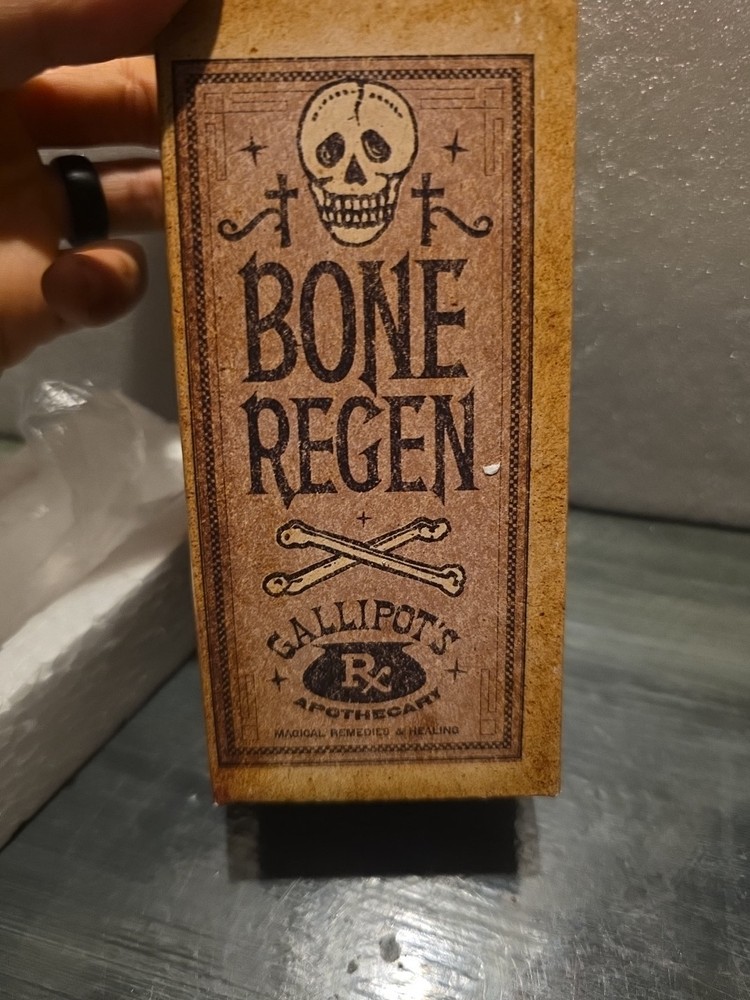 BONE
REGEN
GALLIPOT'S
Rx
APOTHECARY
MAGICAL REMEDIES & HEALING